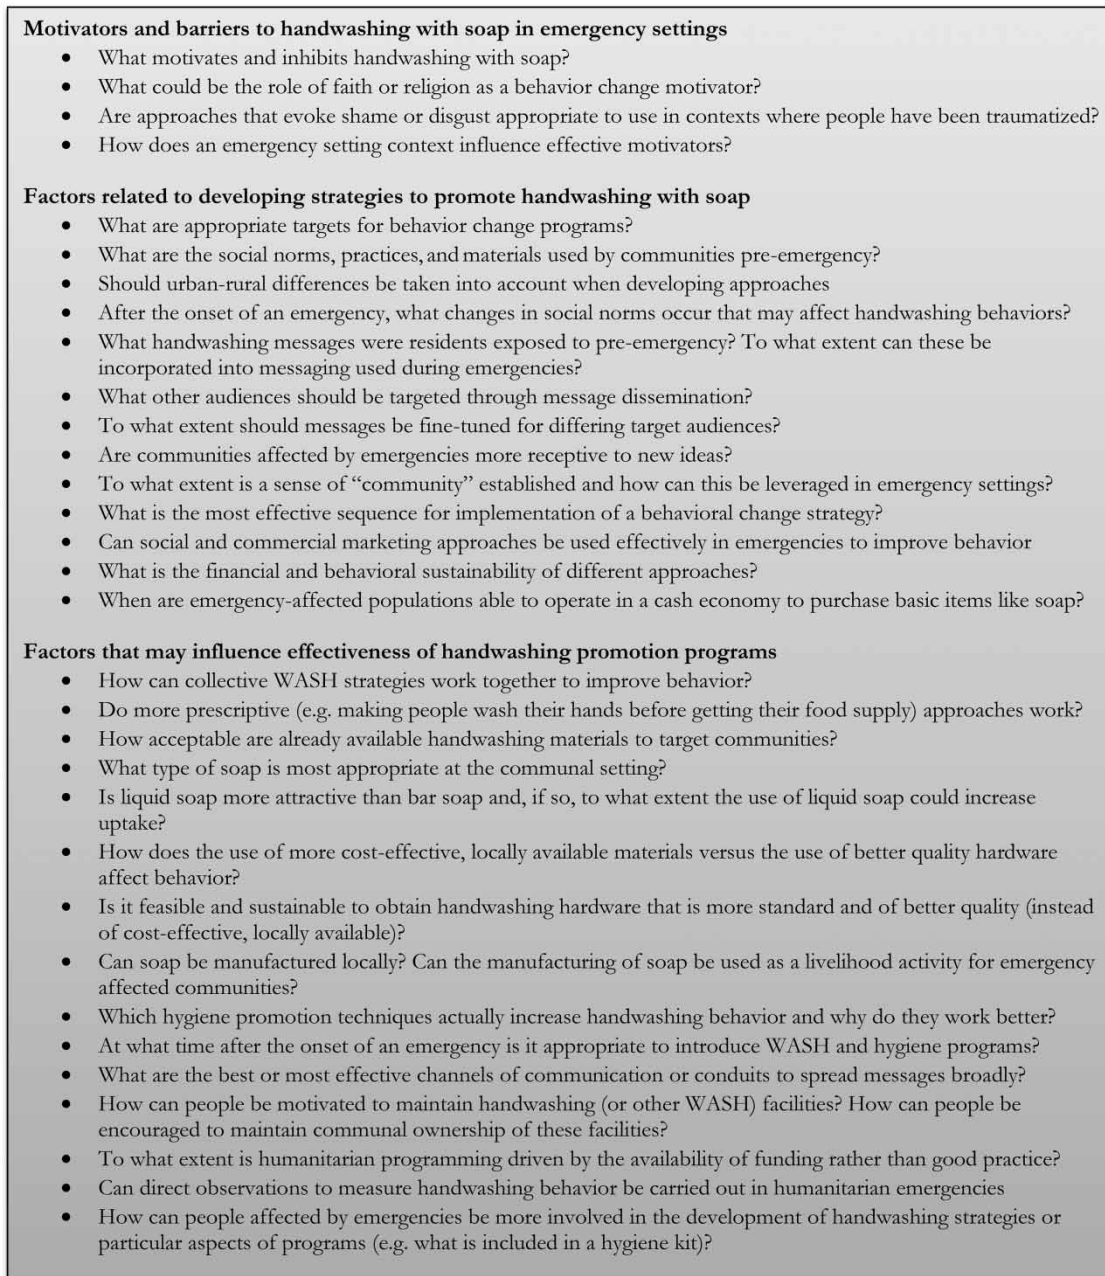 Motivators and barriers to handwashing with soap in emergency settings
• What motivates and inhibits handwashing with soap?
• What could be the role of faith or religion as a behavior change motivator?
• Are approaches that evoke shame or disgust appropriate to use in contexts where people have been traumatized?
• How does an emergency setting context influence effective motivators?
Factors related to developing strategies to promote handwashing with soap
• What are appropriate targets for behavior change programs?
• What are the social norms, practices, and materials used by communities pre-emergency?
• Should urban-rural differences be taken into account when developing approaches
• After the onset of an emergency, what changes in social norms occur that may affect handwashing behaviors?
• What handwashing messages were residents exposed to pre-emergency? To what extent can these be
incorporated into messaging used during emergencies?
• What other audiences should be targeted through message dissemination?
• To what extent should messages be fine-tuned for differing target audiences?
• Are communities affected by emergencies more receptive to new ideas?
• To what extent is a sense of “community” established and how can this be leveraged in emergency settings?
• What is the most effective sequence for implementation of a behavioral change strategy?
• Can social and commercial marketing approaches be used effectively in emergencies to improve behavior
• What is the financial and behavioral sustainability of different approaches?
• When are emergency-affected populations able to operate in a cash economy to purchase basic items like soap?
Factors that may influence effectiveness of handwashing promotion programs
• How can collective WASH strategies work together to improve behavior?
• Do more prescriptive (e.g. making people wash their hands before getting their food supply) approaches work?
• How acceptable are already available handwashing materials to target communities?
• What type of soap is most appropriate at the communal setting?
• Is liquid soap more attractive than bar soap and, if so, to what extent the use of liquid soap could increase
uptake?
• How does the use of more cost-effective, locally available materials versus the use of better quality hardware
affect behavior?
• Is it feasible and sustainable to obtain handwashing hardware that is more standard and of better quality (instead
of cost-effective, locally available)?
• Can soap be manufactured locally? Can the manufacturing of soap be used as a livelihood activity for emergency
affected communities?
• Which hygiene promotion techniques actually increase handwashing behavior and why do they work better?
• At what time after the onset of an emergency is it appropriate to introduce WASH and hygiene programs?
• What are the best or most effective channels of communication or conduits to spread messages broadly?
• How can people be motivated to maintain handwashing (or other WASH) facilities? How can people be
encouraged to maintain communal ownership of these facilities?
• To what extent is humanitarian programming driven by the availability of funding rather than good practice?
• Can direct observations to measure handwashing behavior be carried out in humanitarian emergencies
• How can people affected by emergencies be more involved in the development of handwashing strategies or
particular aspects of programs (e.g. what is included in a hygiene kit)?